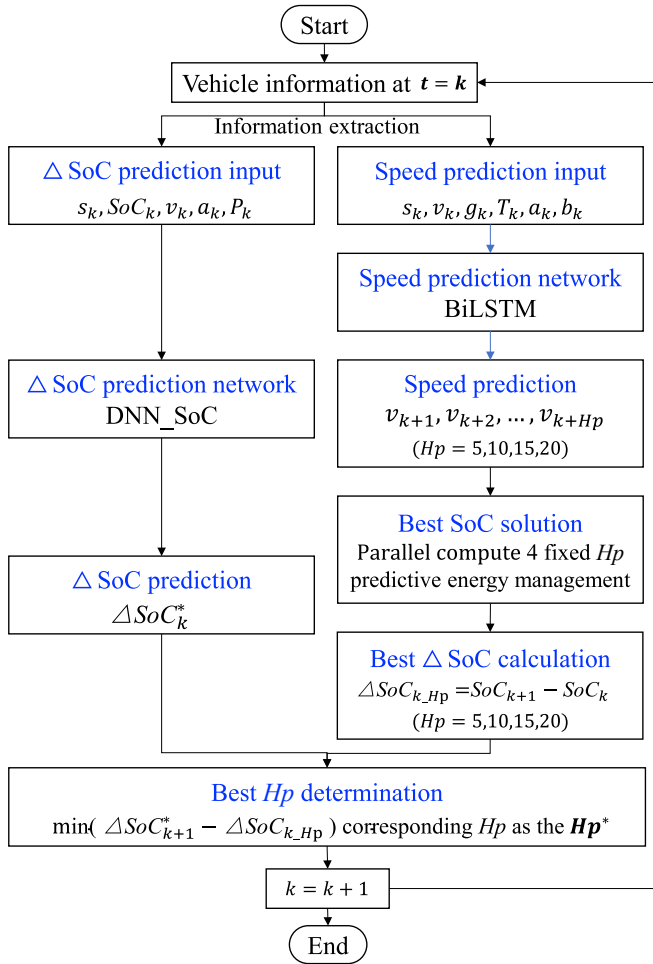 Start
Vehicle information at t = k
Information extraction
△ SoC prediction input
s_k, SoC_k, v_k, a_k, P_k
Speed prediction input
s_k, v_k, g_k, T_k, a_k, b_k
Speed prediction network
BiLSTM
△ SoC prediction network
DNN_SoC
Speed prediction
v_{k+1}, v_{k+2}, …, v_{k+Hp}
(Hp = 5,10,15,20)
Best SoC solution
Parallel compute 4 fixed Hp
predictive energy management
△ SoC prediction
△SoC_k^*
Best △ SoC calculation
△SoC_{k_Hp} =SoC_{k+1} − SoC_k
(Hp = 5,10,15,20)
Best Hp determination
min( △SoC_{k+1}^* − △SoC_{k_Hp} ) corresponding Hp as the Hp^*
k = k + 1
End